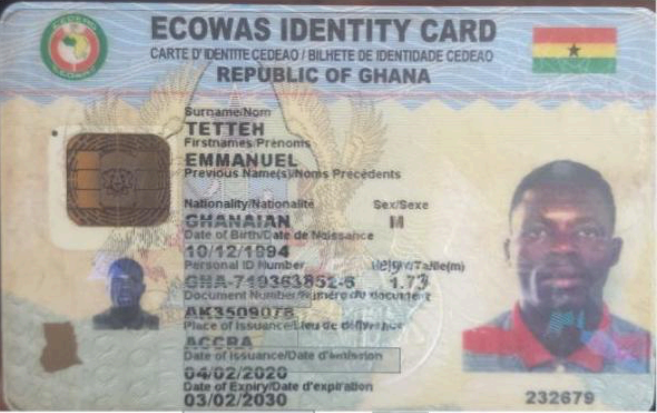 ECOWAS IDENTITY CARD
CARTE D'IDENTITE CEDEAO / BILHETE DE IDENTIDADE CEDEAO
REPUBLIC OF GHANA
Surname/Nom
TETTEH
Firstnames/Prénoms
EMMANUEL
Previous Name(s)/Noms Précédents
Nationality/Nationalité Sex/Sexe
GHANAIAN M
Date of Birth/Date de Naissance
10/12/1994
Personal ID Number Height/Taille(m)
GHA-719363852-6 1.73
Document Number/Numéro du document
AK3509078
Place of Issuance/Lieu de délivrance
ACCRA
Date of Issuance/Date d'émission
04/02/2020
Date of Expiry/Date d'expiration
03/02/2030
232679